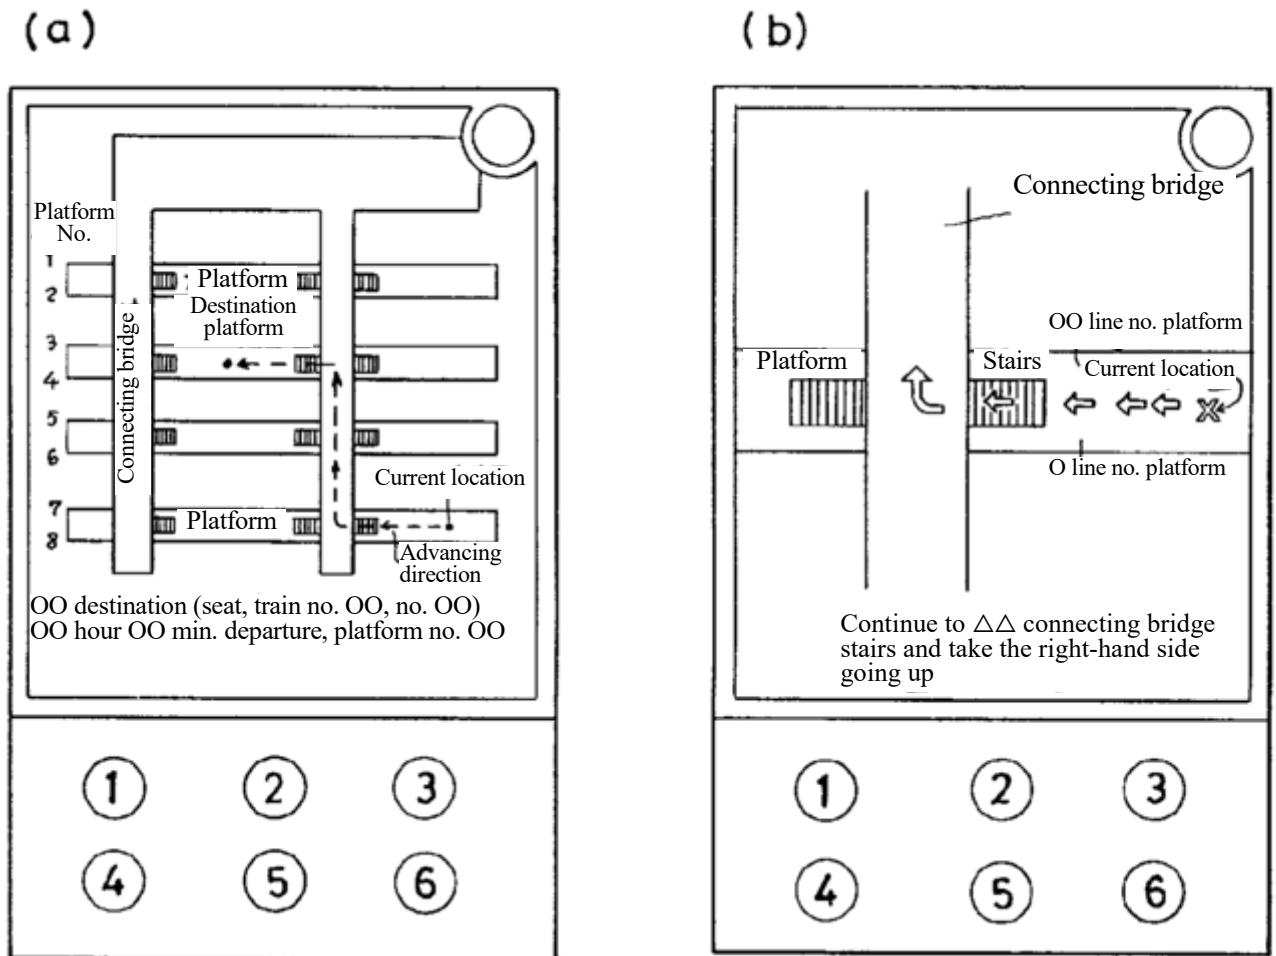 (a)
Platform
No.
1
2
3
4
5
6
7
8
Platform
Destination
platform
Connecting bridge
Current location
Platform
Advancing
direction
OO destination (seat, train no. OO, no. OO)
OO hour OO min. departure, platform no. OO
1 2 3
4 5 6
(b)
Connecting bridge
OO line no. platform
Platform
Stairs
Current location
X
O line no. platform
Continue to △△ connecting bridge
stairs and take the right-hand side
going up
1 2 3
4 5 6